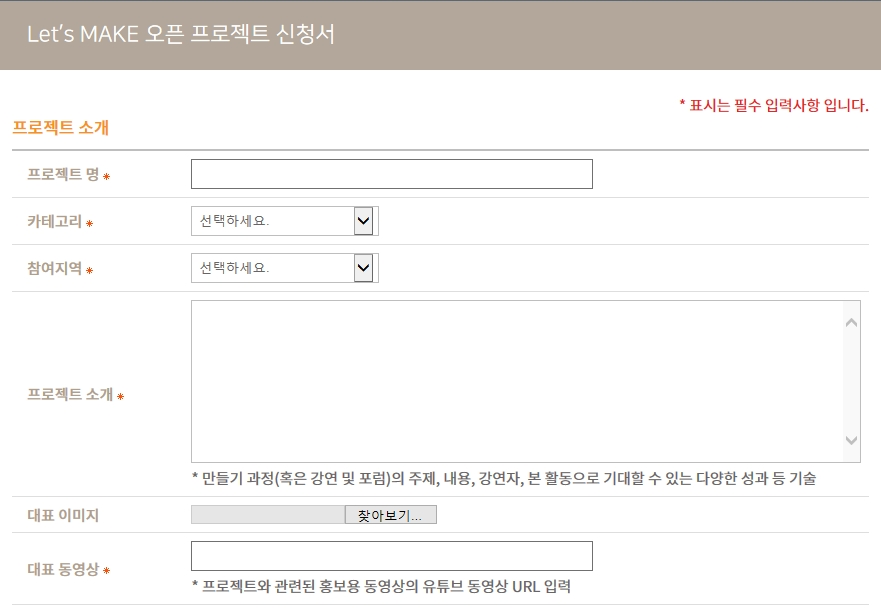 Let's MAKE 오픈 프로젝트 신청서
* 표시는 필수 입력사항 입니다.
프로젝트 소개
프로젝트 명 *
카테고리 * 선택하세요.
참여지역 * 선택하세요.
프로젝트 소개 *
* 만들기 과정(혹은 강연 및 포럼)의 주제, 내용, 강연자, 본 활동으로 기대할 수 있는 다양한 성과 등 기술
대표 이미지 찾아보기...
대표 동영상 *
* 프로젝트와 관련된 홍보용 동영상의 유튜브 동영상 URL 입력